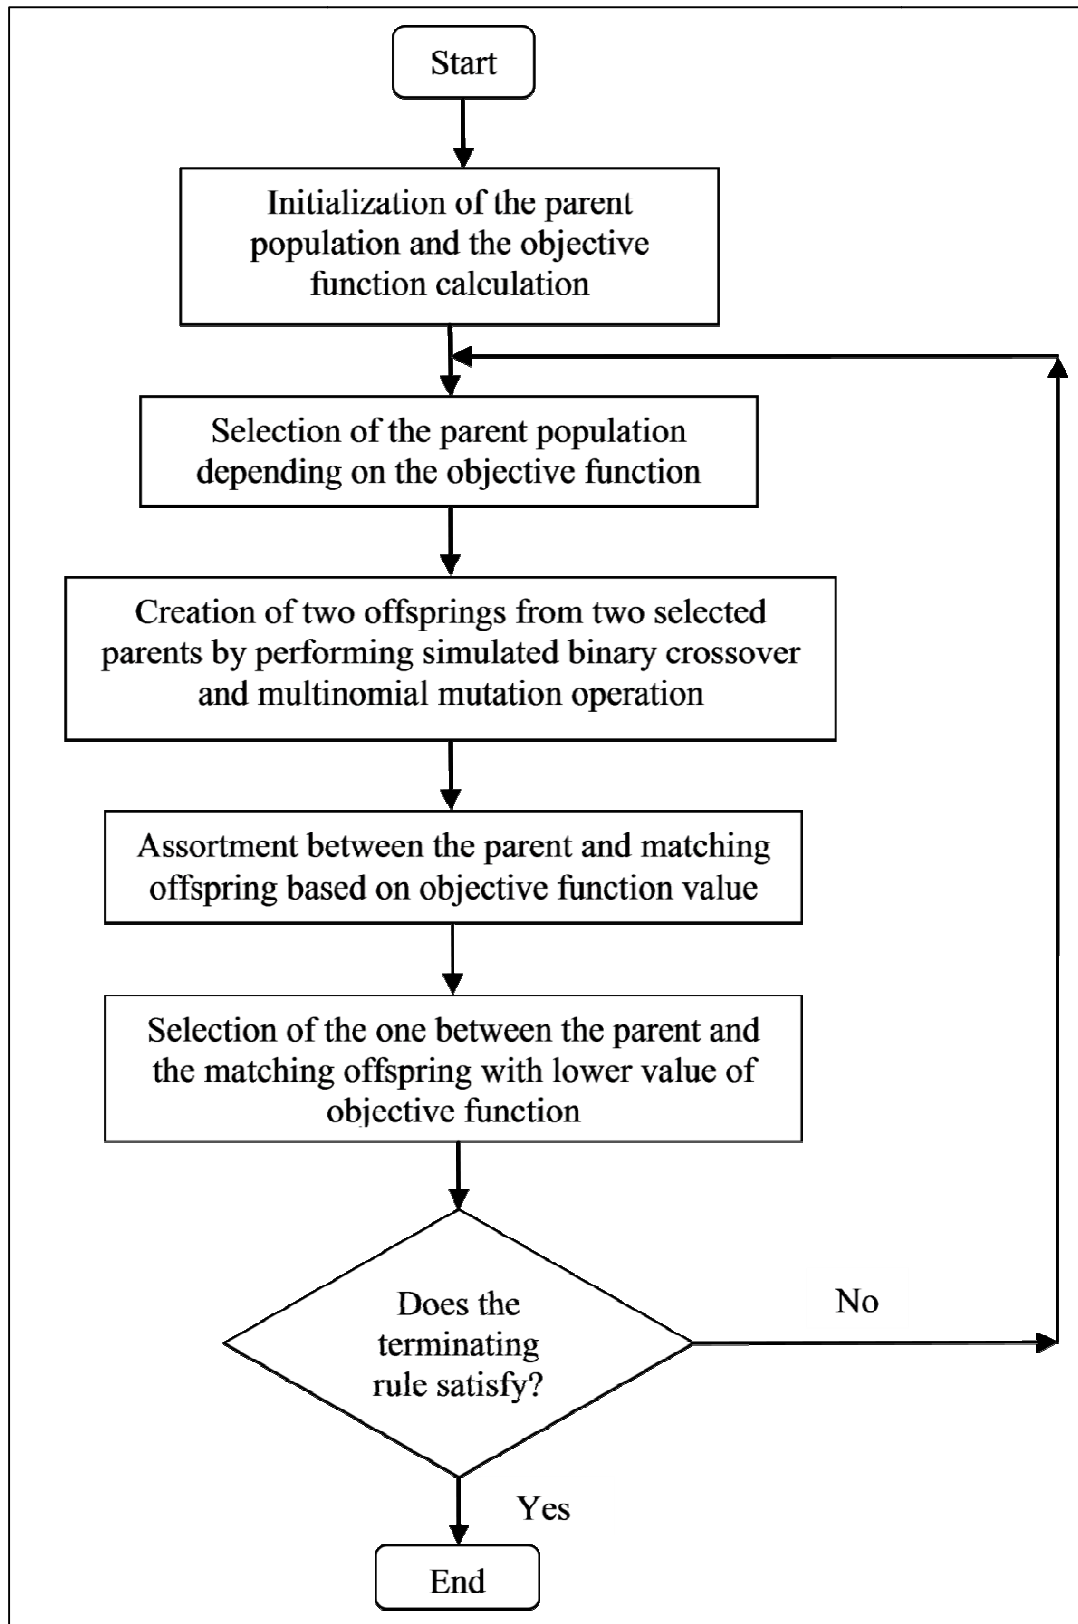 Start
Initialization of the parent
population and the objective
function calculation
Selection of the parent population
depending on the objective function
Creation of two offsprings from two selected
parents by performing simulated binary crossover
and multinomial mutation operation
Assortment between the parent and matching
offspring based on objective function value
Selection of the one between the parent and
the matching offspring with lower value of
objective function
Does the
terminating
rule satisfy?
No
Yes
End